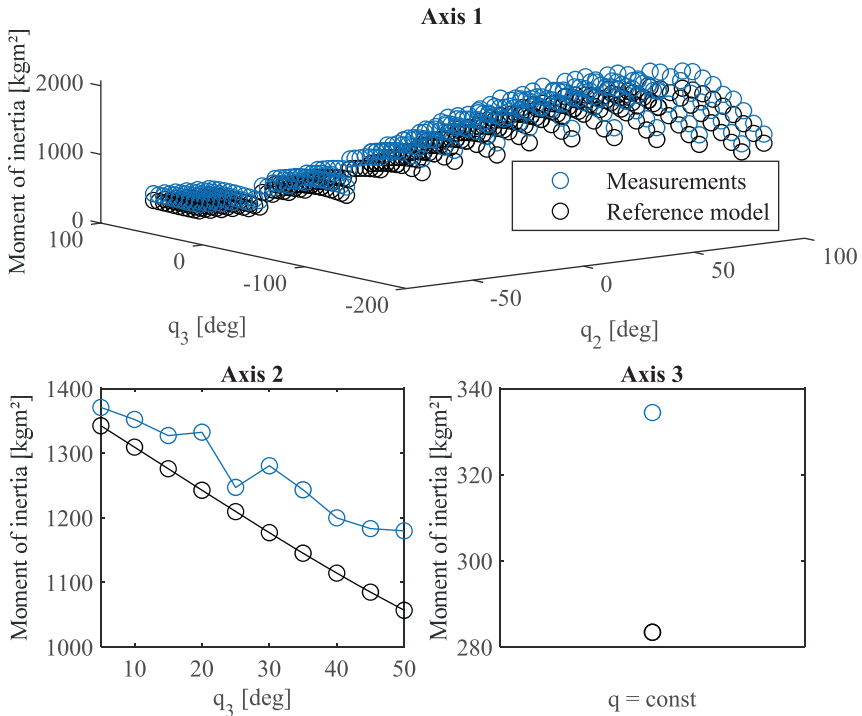 Axis 1
Moment of inertia [kgm²]
2000
1000
0
100
0
-100
-200
q₃ [deg]
-50
0
50
100
q₂ [deg]
Measurements
Reference model
Axis 2
Moment of inertia [kgm²]
1400
1300
1200
1100
1000
10 20 30 40 50
q₃ [deg]
Axis 3
Moment of inertia [kgm²]
340
320
300
280
q = const